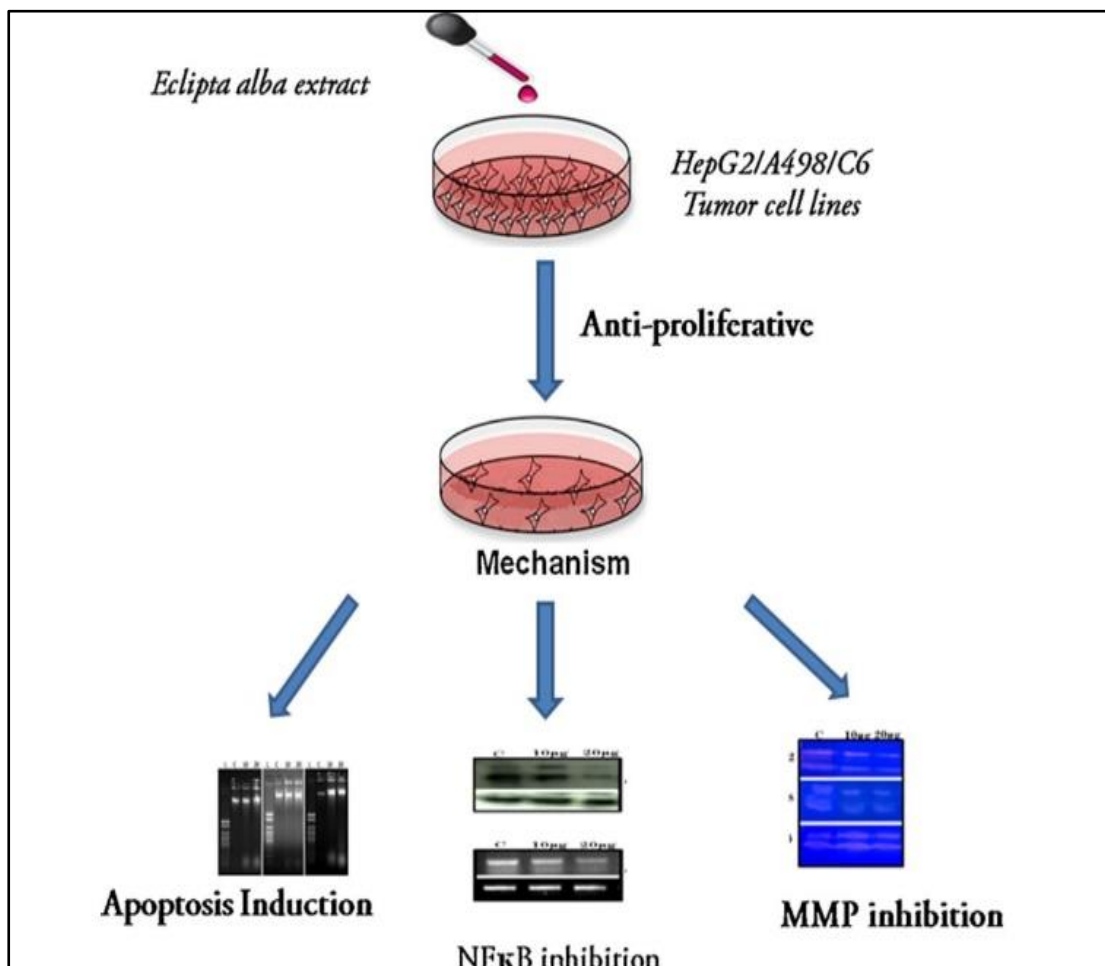 Eclipta alba extract
HepG2/A498/C6
Tumor cell lines
Anti-proliferative
Mechanism
C 10µg 20µg
C 10µg 20µg
C 10µg 20µg
Apoptosis Induction
MMP inhibition
NFκB inhibition